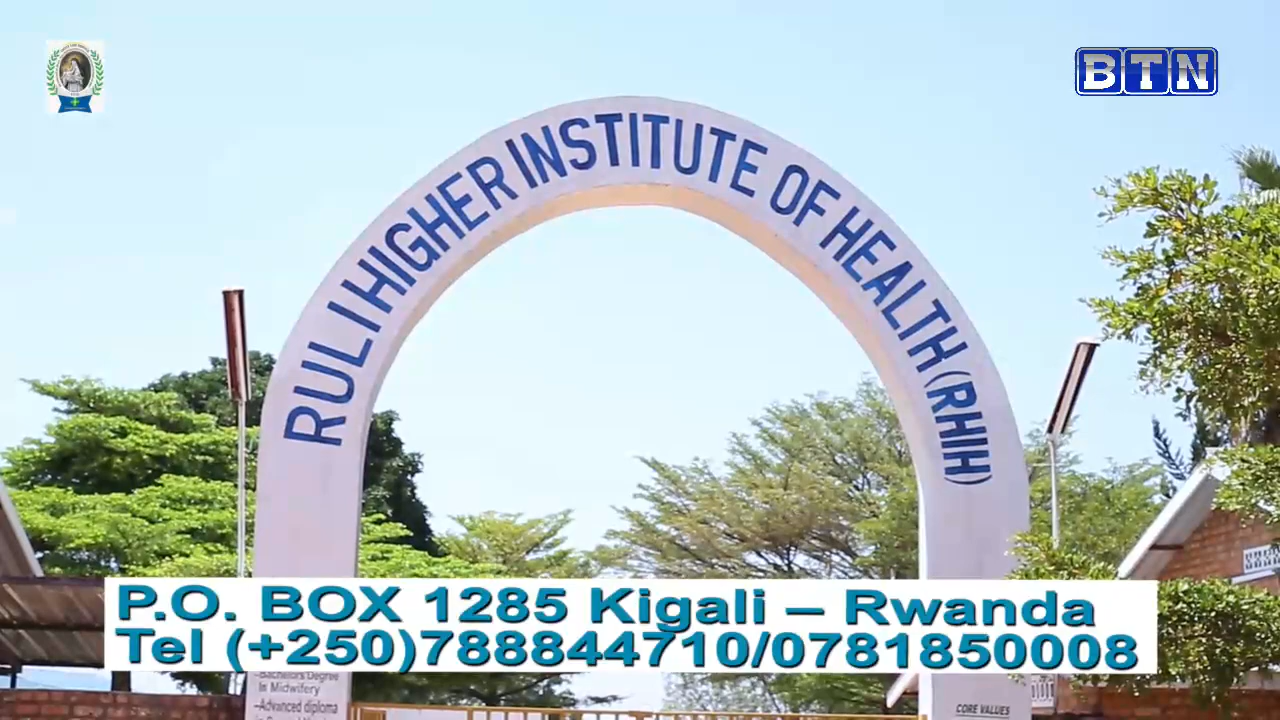 BTN
RULI HIGHER INSTITUTE OF HEALTH (RHIH)
P.O. BOX 1285 Kigali – Rwanda
Tel (+250)788844710/0781850008
-Bachelors Degree
In Midwifery
-Advanced diploma
CORE VALUES